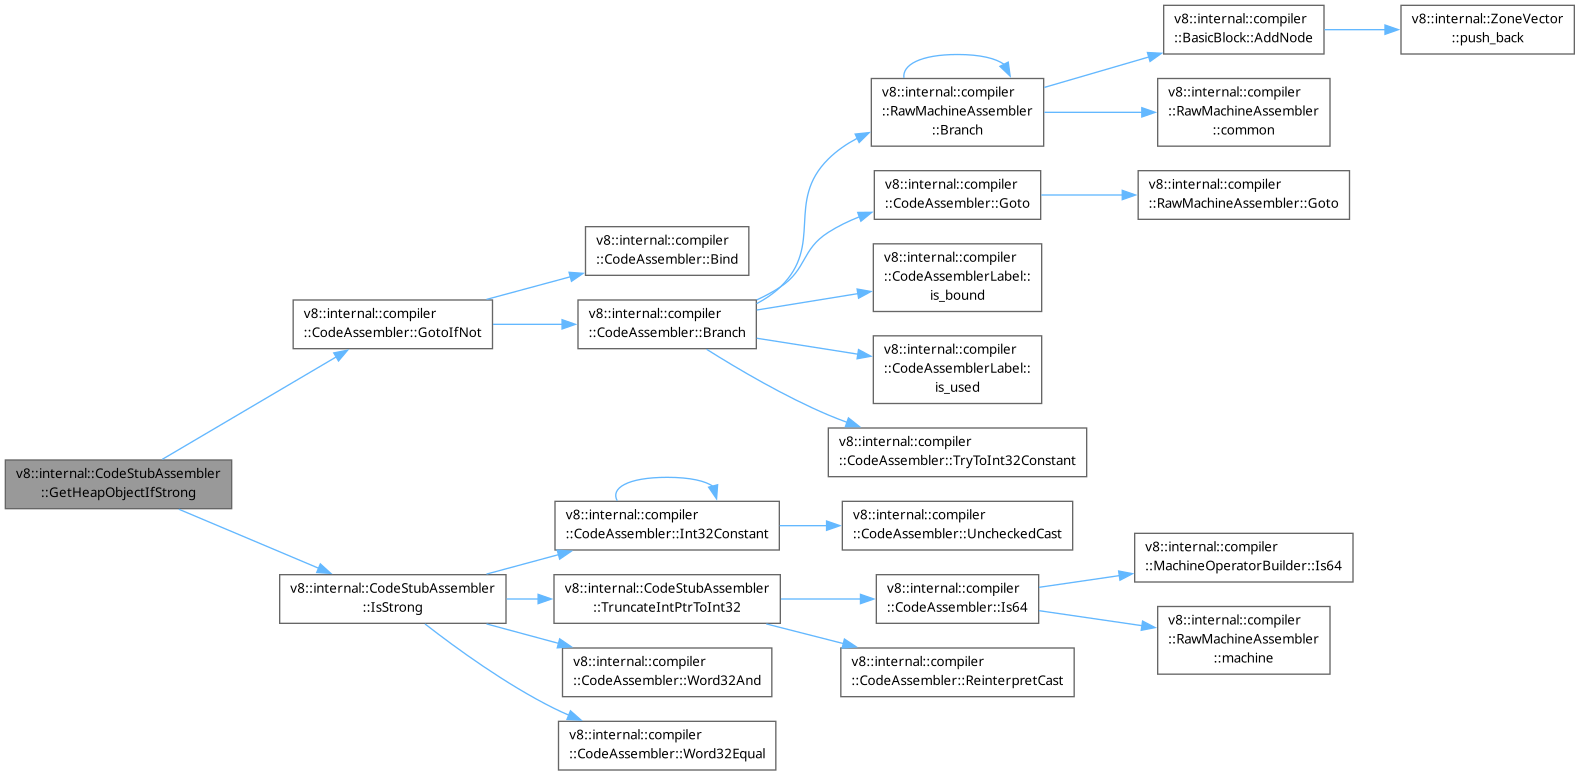 v8::internal::compiler
::BasicBlock::AddNode
v8::internal::ZoneVector
::push_back
v8::internal::compiler
::RawMachineAssembler
::Branch
v8::internal::compiler
::RawMachineAssembler
::common
v8::internal::compiler
::CodeAssembler::Goto
v8::internal::compiler
::RawMachineAssembler::Goto
v8::internal::compiler
::CodeAssembler::Bind
v8::internal::compiler
::CodeAssemblerLabel::
is_bound
v8::internal::compiler
::CodeAssembler::GotoIfNot
v8::internal::compiler
::CodeAssembler::Branch
v8::internal::compiler
::CodeAssemblerLabel::
is_used
v8::internal::compiler
::CodeAssembler::TryToInt32Constant
v8::internal::CodeStubAssembler
::GetHeapObjectIfStrong
v8::internal::compiler
::CodeAssembler::Int32Constant
v8::internal::compiler
::CodeAssembler::UncheckedCast
v8::internal::compiler
::MachineOperatorBuilder::Is64
v8::internal::CodeStubAssembler
::IsStrong
v8::internal::CodeStubAssembler
::TruncateIntPtrToInt32
v8::internal::compiler
::CodeAssembler::Is64
v8::internal::compiler
::RawMachineAssembler
::machine
v8::internal::compiler
::CodeAssembler::Word32And
v8::internal::compiler
::CodeAssembler::ReinterpretCast
v8::internal::compiler
::CodeAssembler::Word32Equal